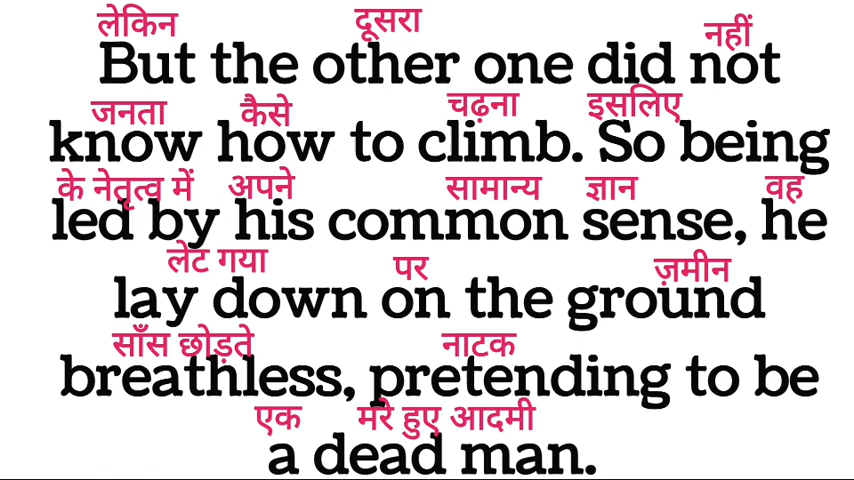 लेकिन दूसरा नहीं
But the other one did not
जनता कैसे चढ़ना इसलिए
know how to climb. So being
के नेतृत्व में अपने सामान्य ज्ञान वह
led by his common sense, he
लेट गया पर ज़मीन
lay down on the ground
साँस छोड़ते नाटक
breathless, pretending to be
एक मरे हुए आदमी
a dead man.